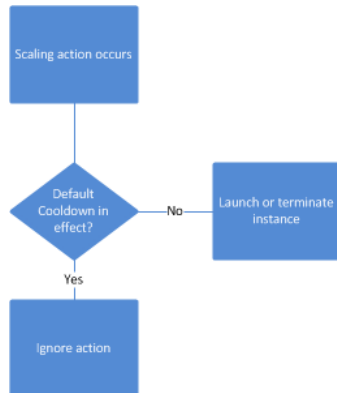 Scaling action occurs
Default
Cooldown in
effect?
No
Launch or terminate
instance
Yes
Ignore action